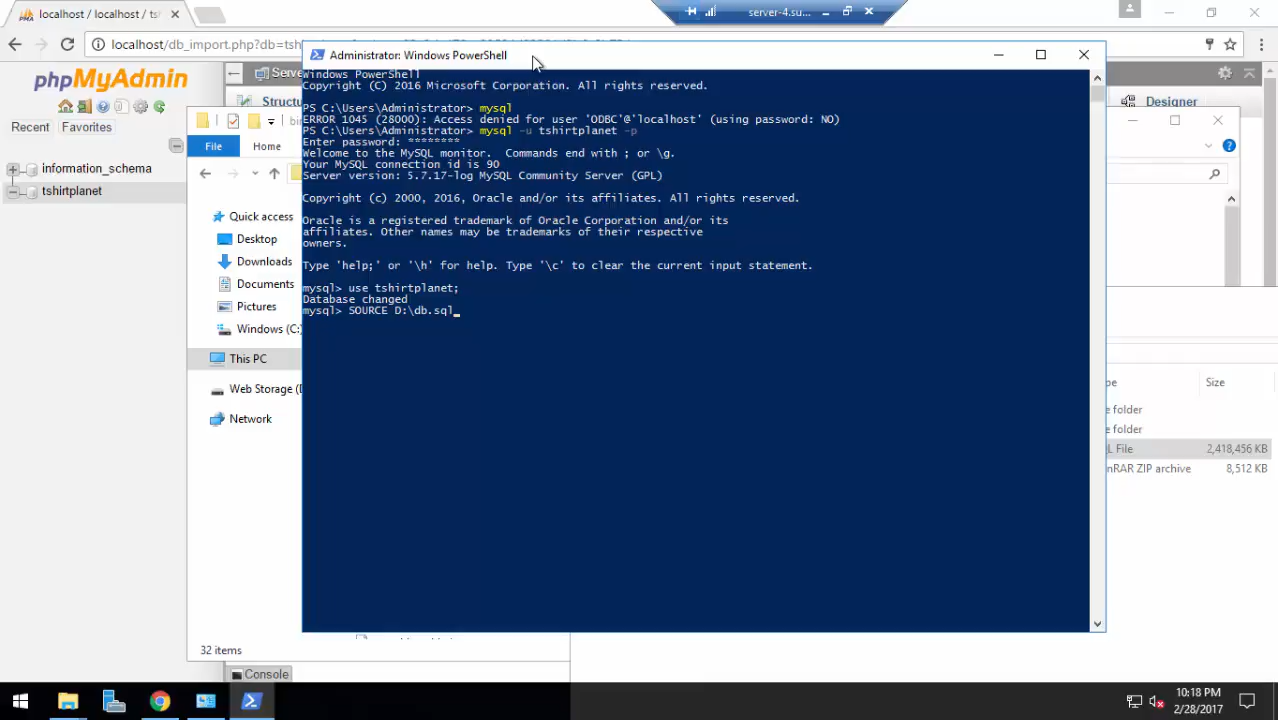 localhost / localhost / ts
server-4.su...
localhost/db_import.php?db=tsh
phpMyAdmin
Recent
Favorites
information_schema
tshirtplanet
Serve
Structu
Designer
File
Home
Quick access
Desktop
Downloads
Documents
Pictures
Windows (C:)
This PC
Web Storage (D
Network
32 items
Console
Administrator: Windows PowerShell
Windows PowerShell
Copyright (C) 2016 Microsoft Corporation. All rights reserved.
PS C:\Users\Administrator> mysql
ERROR 1045 (28000): Access denied for user 'ODBC'@'localhost' (using password: NO)
PS C:\Users\Administrator> mysql -u tshirtplanet -p
Enter password: ********
Welcome to the MySQL monitor.  Commands end with ; or \g.
Your MySQL connection id is 90
Server version: 5.7.17-log MySQL Community Server (GPL)
Copyright (c) 2000, 2016, Oracle and/or its affiliates. All rights reserved.
Oracle is a registered trademark of Oracle Corporation and/or its
affiliates. Other names may be trademarks of their respective
owners.
Type 'help;' or '\h' for help. Type '\c' to clear the current input statement.
mysql> use tshirtplanet;
Database changed
mysql> SOURCE D:\db.sql_
pe
Size
e folder
e folder
L File
2,418,456 KB
nRAR ZIP archive
8,512 KB
10:18 PM
2/28/2017